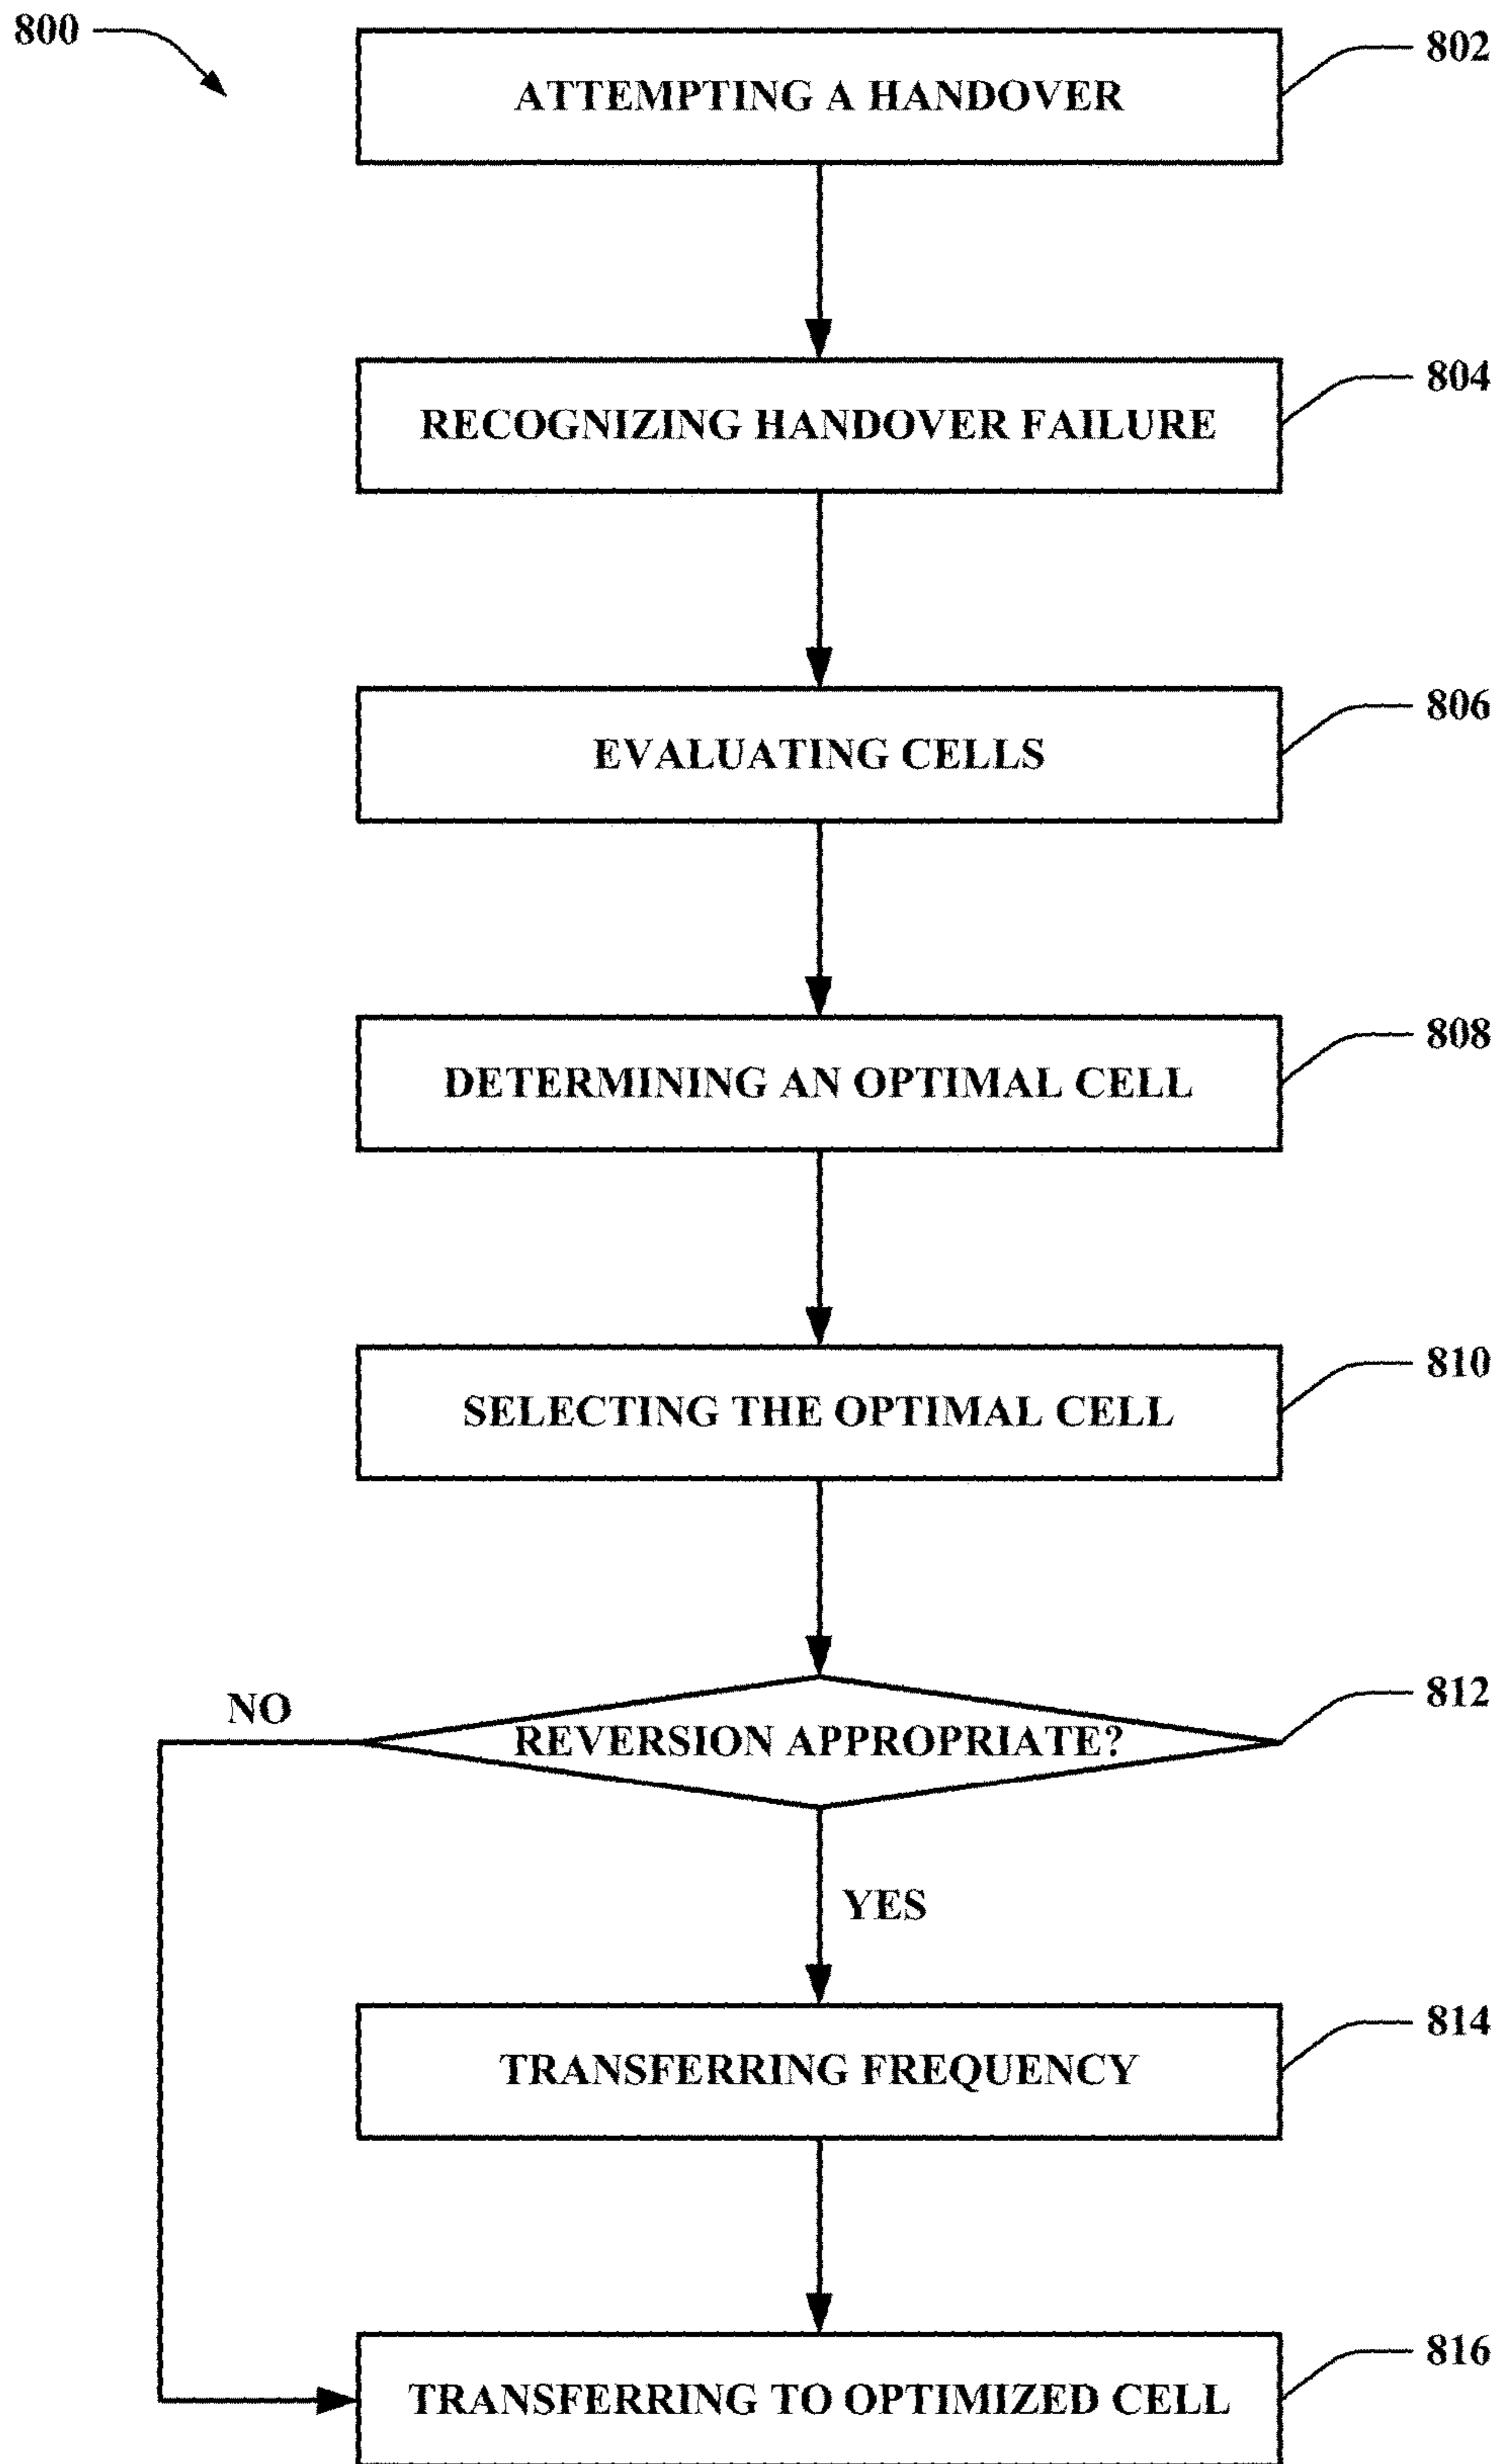 800
802
ATTEMPTING A HANDOVER
804
RECOGNIZING HANDOVER FAILURE
806
EVALUATING CELLS
808
DETERMINING AN OPTIMAL CELL
810
SELECTING THE OPTIMAL CELL
812
NO
REVERSION APPROPRIATE?
YES
814
TRANSFERRING FREQUENCY
816
TRANSFERRING TO OPTIMIZED CELL